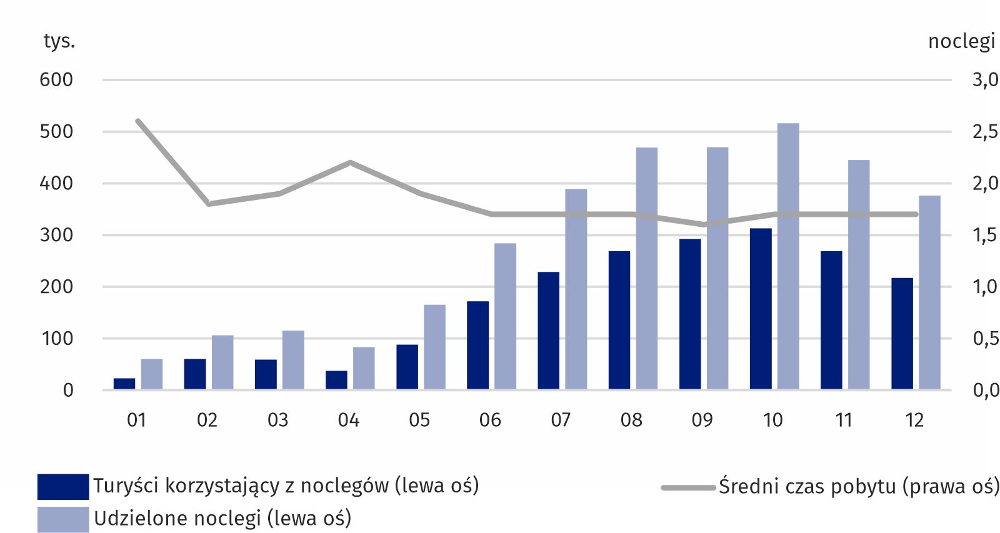 tys. noclegi
600 3,0
500 2,5
400 2,0
300 1,5
200 1,0
100 0,5
0 0,0
01 02 03 04 05 06 07 08 09 10 11 12
Turyści korzystający z noclegów (lewa oś) Średni czas pobytu (prawa oś)
Udzielone noclegi (lewa oś)